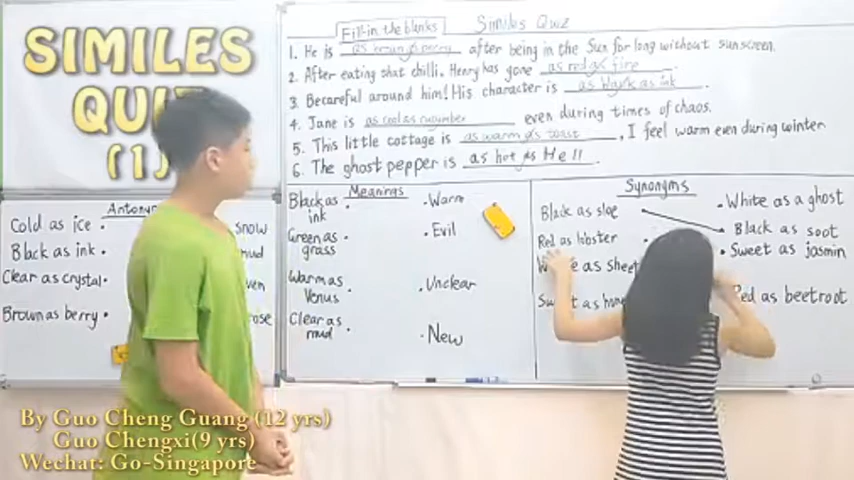 SIMILES
QUIZ
(1)
Fill-in the blanks Similes Quiz
1. He is as brown as berry after being in the Sun for long without sunscreen.
2. After eating that chilli, Henry has gone as red as fire.
3. Becareful around him! His character is as black as ink.
4. Jane is as cool as cucumber even during times of chaos.
5. This little cottage is as warm as toast, I feel warm even during winter
6. The ghost pepper is as hot as Hell.
Antonym
Cold as ice
Black as ink
Clear as crystal
Brown as berry
snow
mud
ven
rose
Meanings
Black as ink
Green as grass
Warm as Venus
Clear as mud
Warm
Evil
Unclear
New
Synonyms
Black as sloe
Red as lobster
as sheet
as hon
White as a ghost
Black as soot
Sweet as jasmin
Red as beetroot
By Guo Cheng Guang (12 yrs)
Guo Chengxi(9 yrs)
Wechat: Go-Singapore